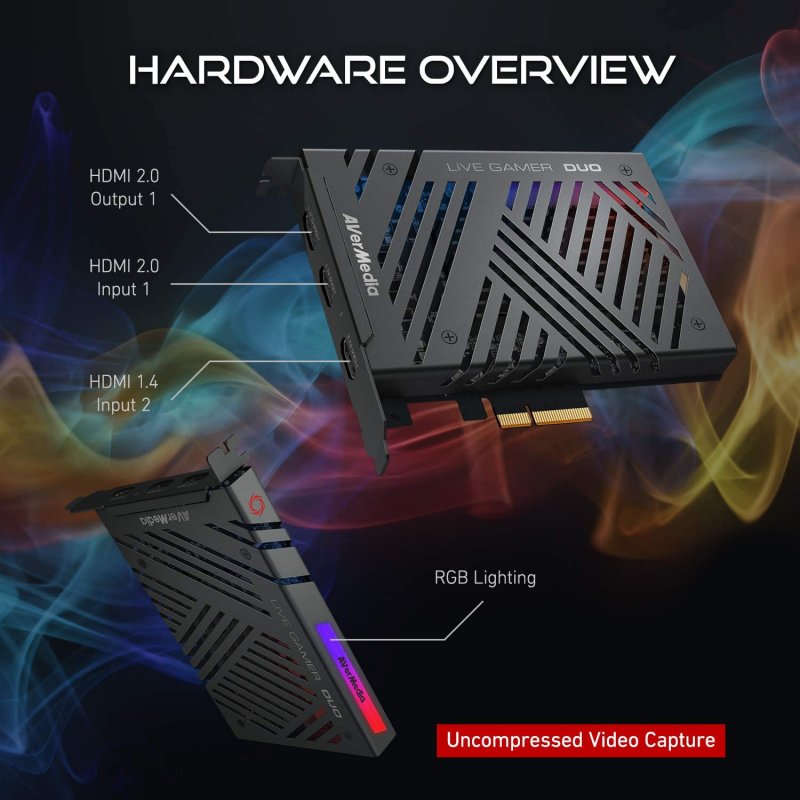 HARDWARE OVERVIEW
LIVE GAMER DUO
AVerMedia
HDMI 2.0
Output 1
HDMI 2.0
Input 1
HDMI 1.4
Input 2
AVerMedia
RGB Lighting
LIVE GAMER DUO
AVerMedia
Uncompressed Video Capture